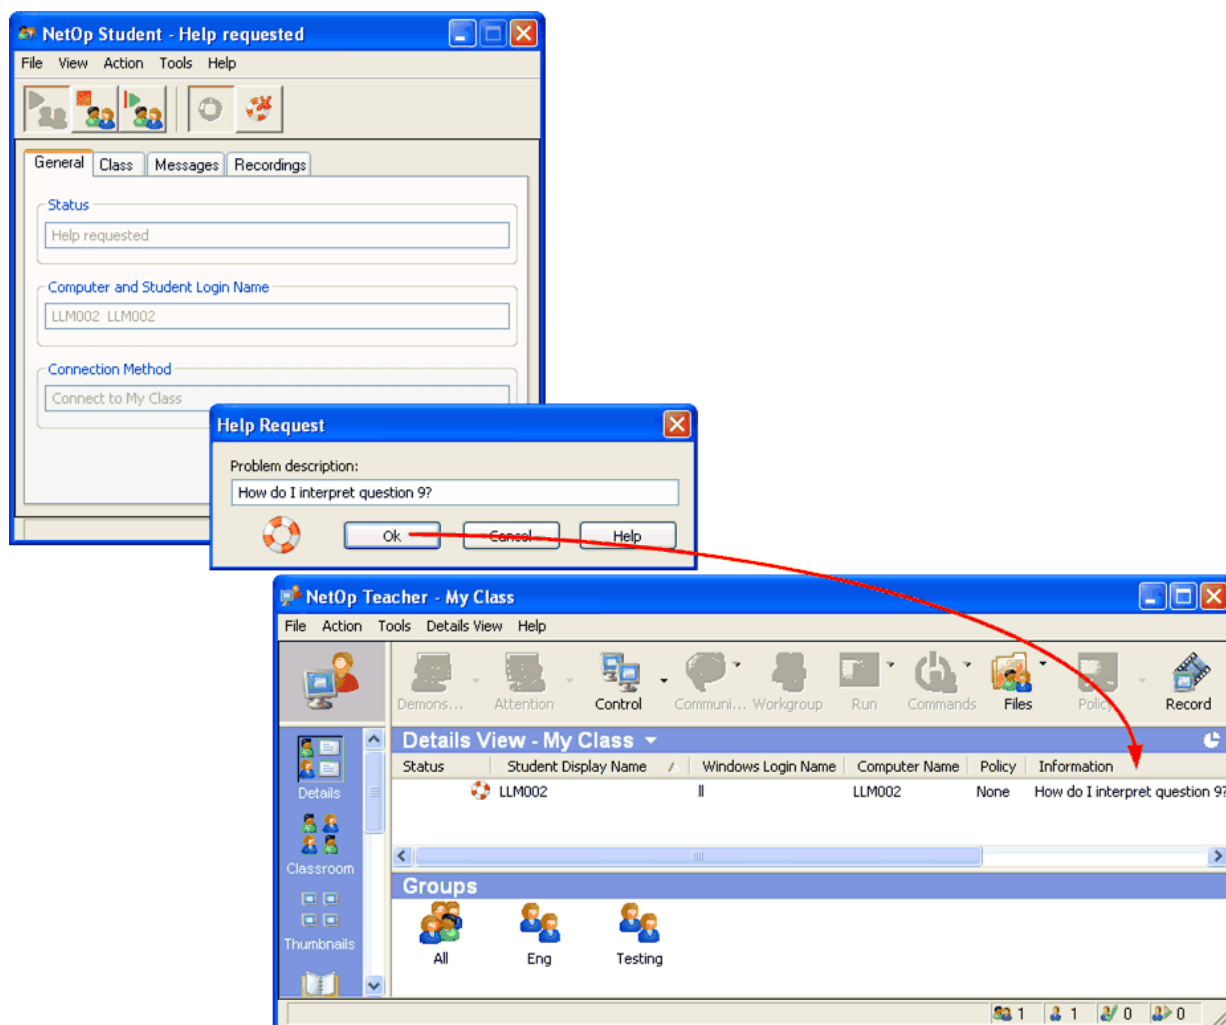 NetOp Student - Help requested
File View Action Tools Help
General Class Messages Recordings
Status
Help requested
Computer and Student Login Name
LLM002 LLM002
Connection Method
Connect to My Class
Help Request
Problem description:
How do I interpret question 9?
Ok Cancel Help
NetOp Teacher - My Class
File Action Tools Details View Help
Demons... Attention Control Communi... Workgroup Run Commands Files Policy Record
Details View - My Class
Status Student Display Name Windows Login Name Computer Name Policy Information
LLM002 ll LLM002 None How do I interpret question 9?
Details
Classroom
Thumbnails
Groups
All Eng Testing
1 1 0 0